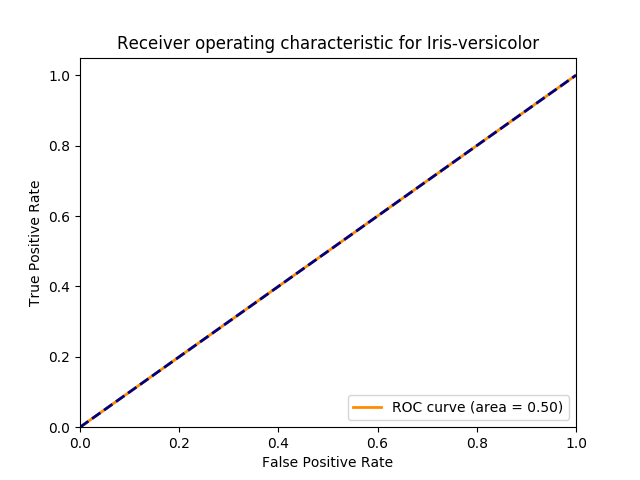 Receiver operating characteristic for Iris-versicolor
1.0
0.8
0.6
0.4
0.2
0.0
True Positive Rate
ROC curve (area = 0.50)
0.0 0.2 0.4 0.6 0.8 1.0
False Positive Rate